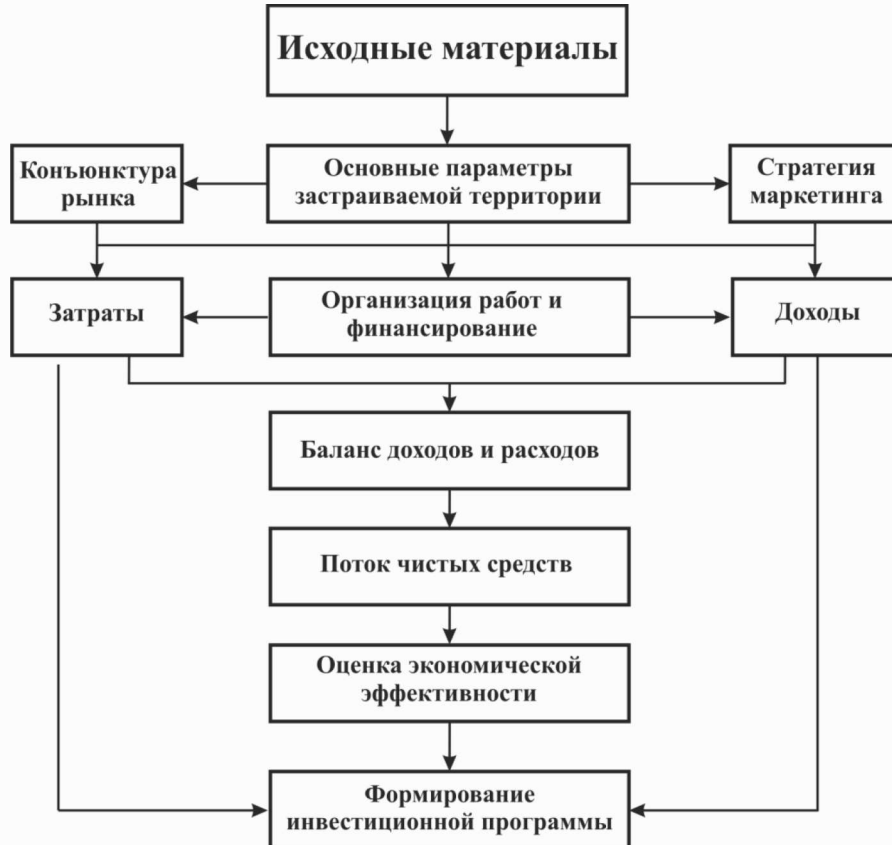 Исходные материалы
Конъюнктура
рынка
Основные параметры
застраиваемой территории
Стратегия
маркетинга
Затраты
Организация работ и
финансирование
Доходы
Баланс доходов и расходов
Поток чистых средств
Оценка экономической
эффективности
Формирование
инвестиционной программы